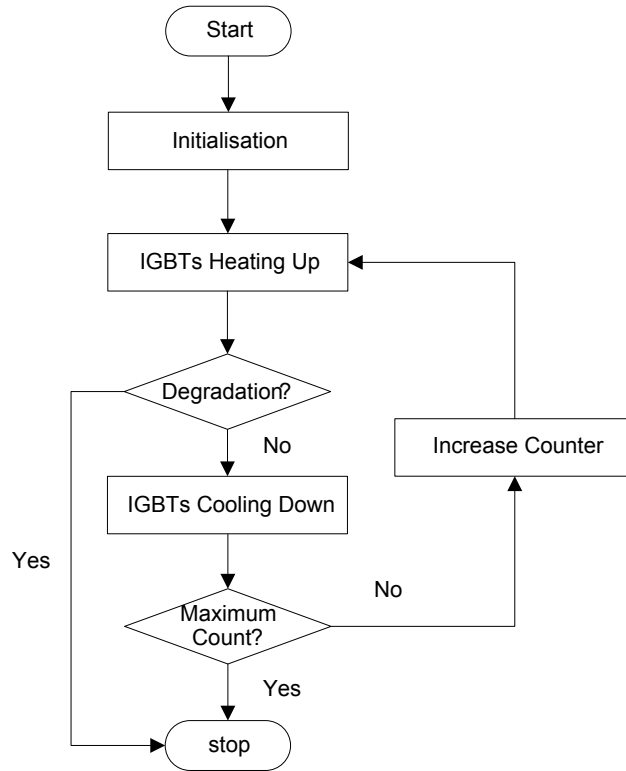 Start
Initialisation
IGBTs Heating Up
Degradation?
No
Increase Counter
IGBTs Cooling Down
Yes
No
Maximum
Count?
Yes
stop